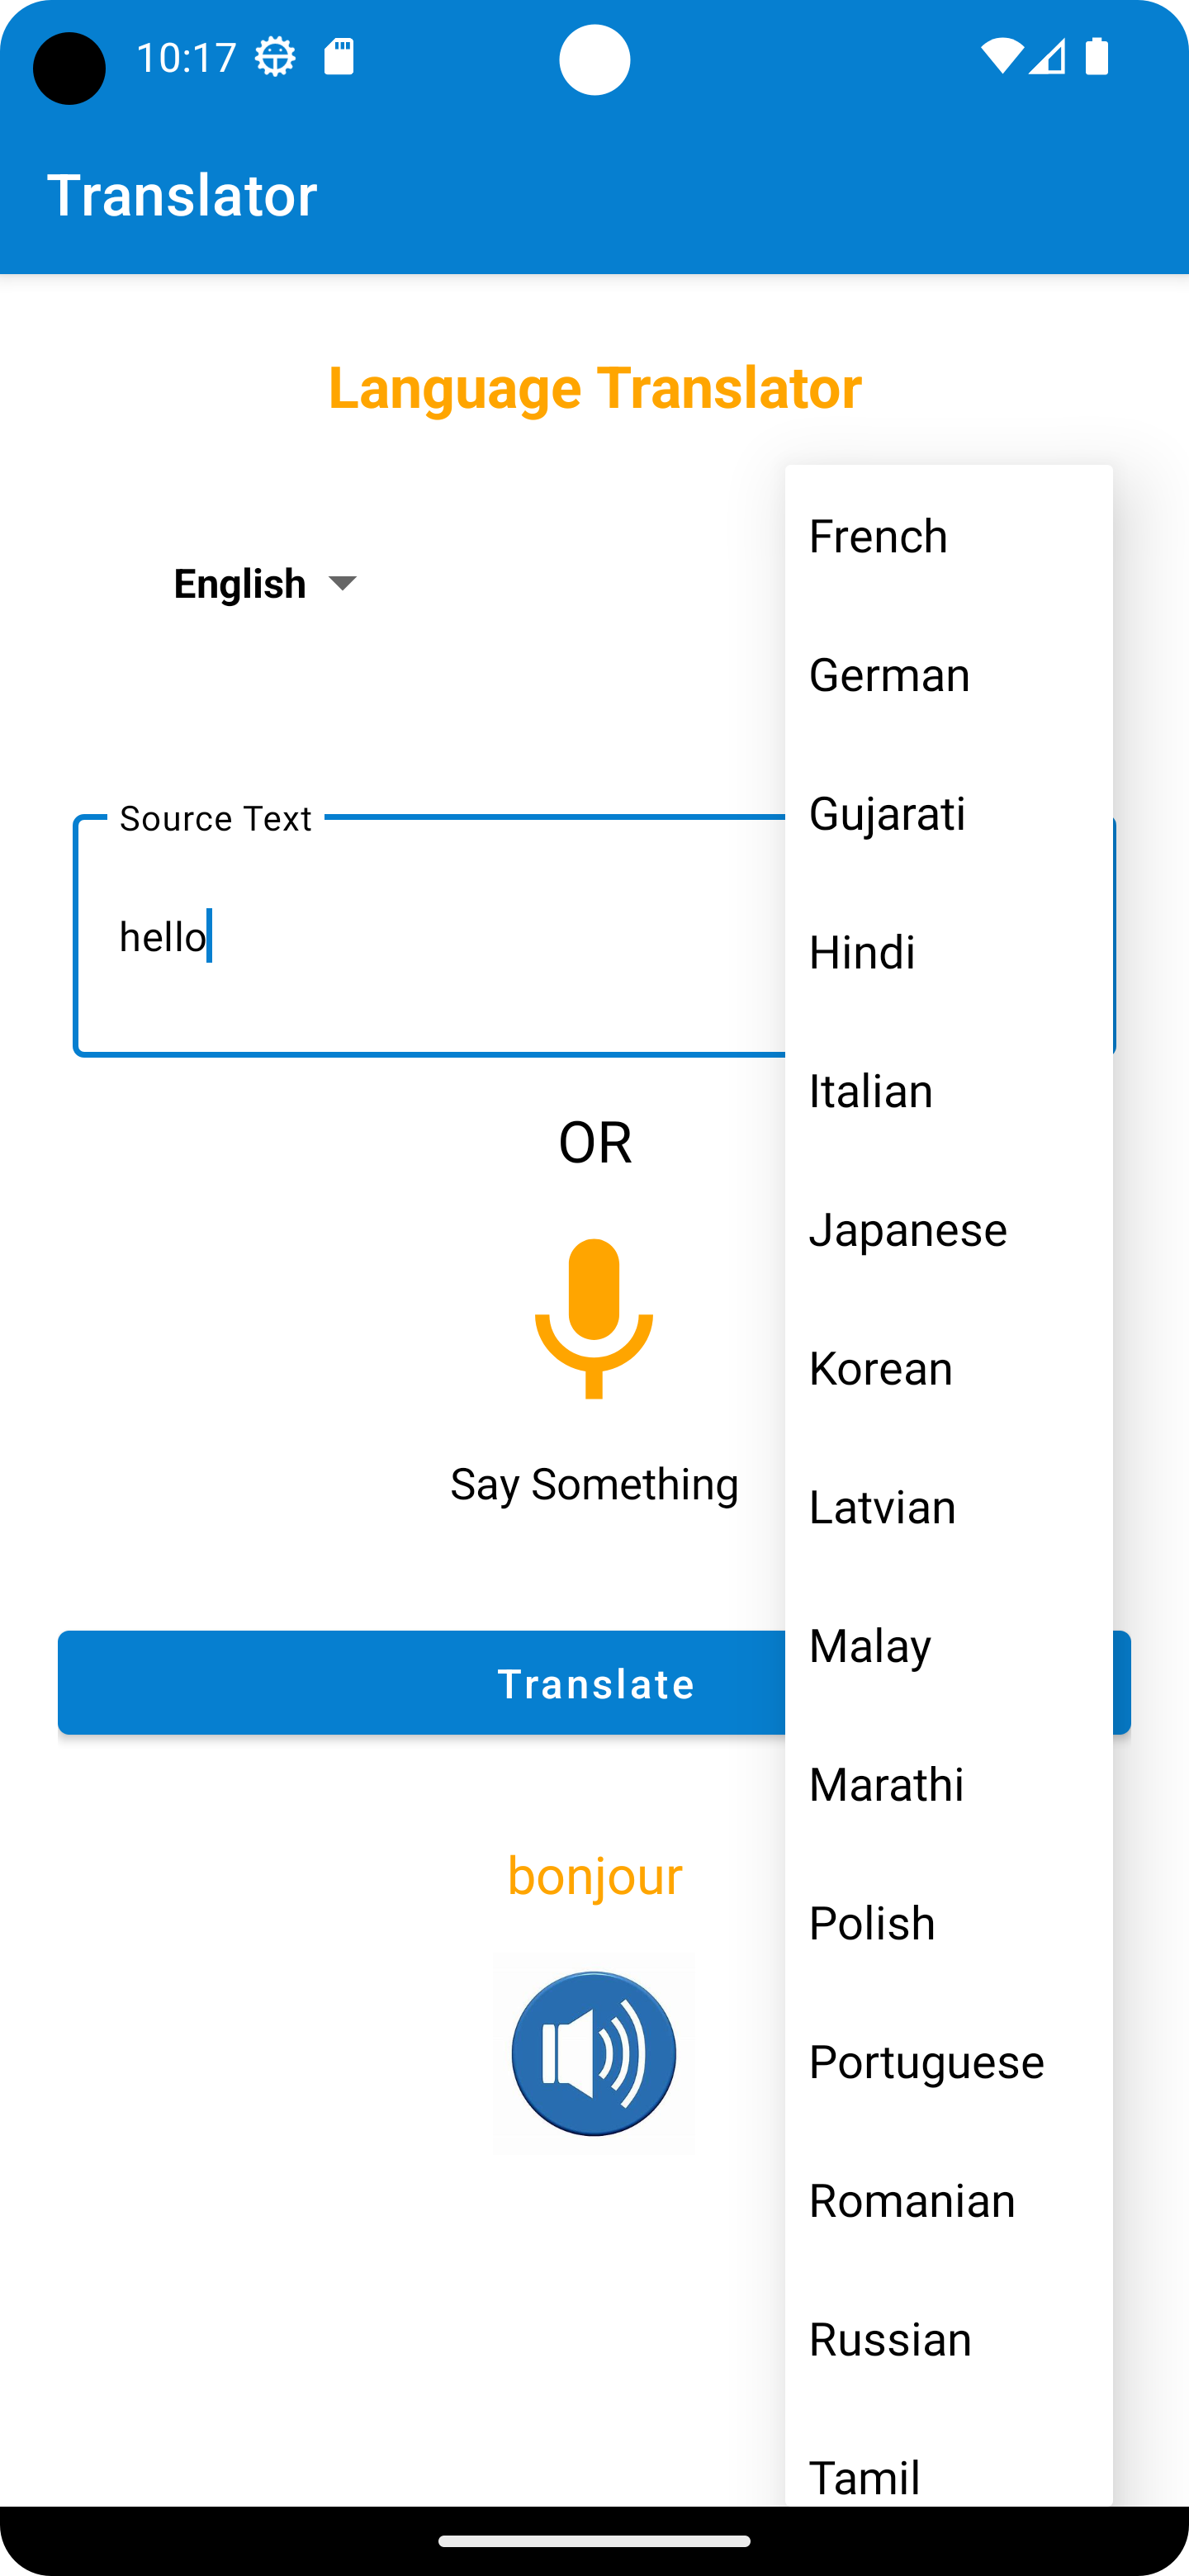 10:17
Translator
Language Translator
English
Source Text
hello
OR
Say Something
Translate
bonjour
French
German
Gujarati
Hindi
Italian
Japanese
Korean
Latvian
Malay
Marathi
Polish
Portuguese
Romanian
Russian
Tamil